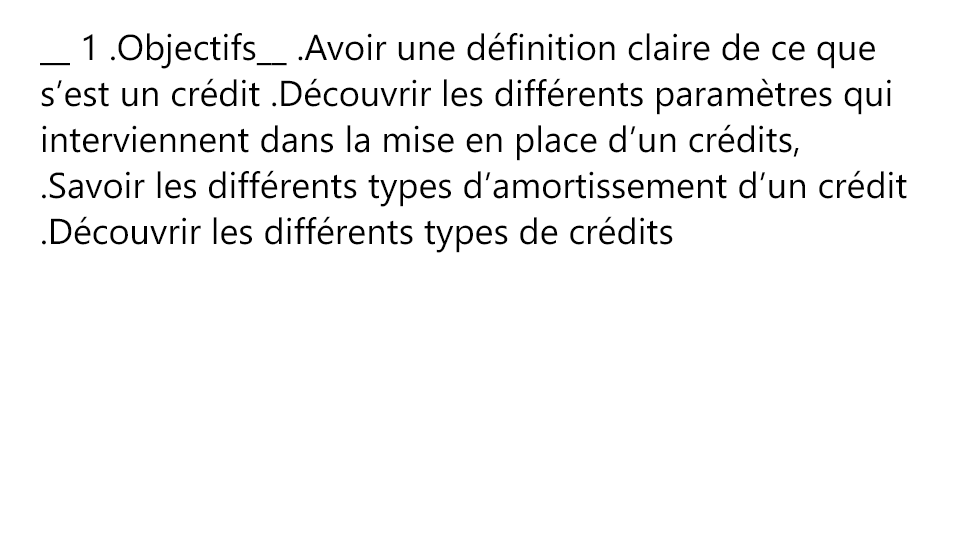 __ 1 .Objectifs__ .Avoir une définition claire de ce que
s’est un crédit .Découvrir les différents paramètres qui
interviennent dans la mise en place d’un crédits,
.Savoir les différents types d’amortissement d’un crédit
.Découvrir les différents types de crédits